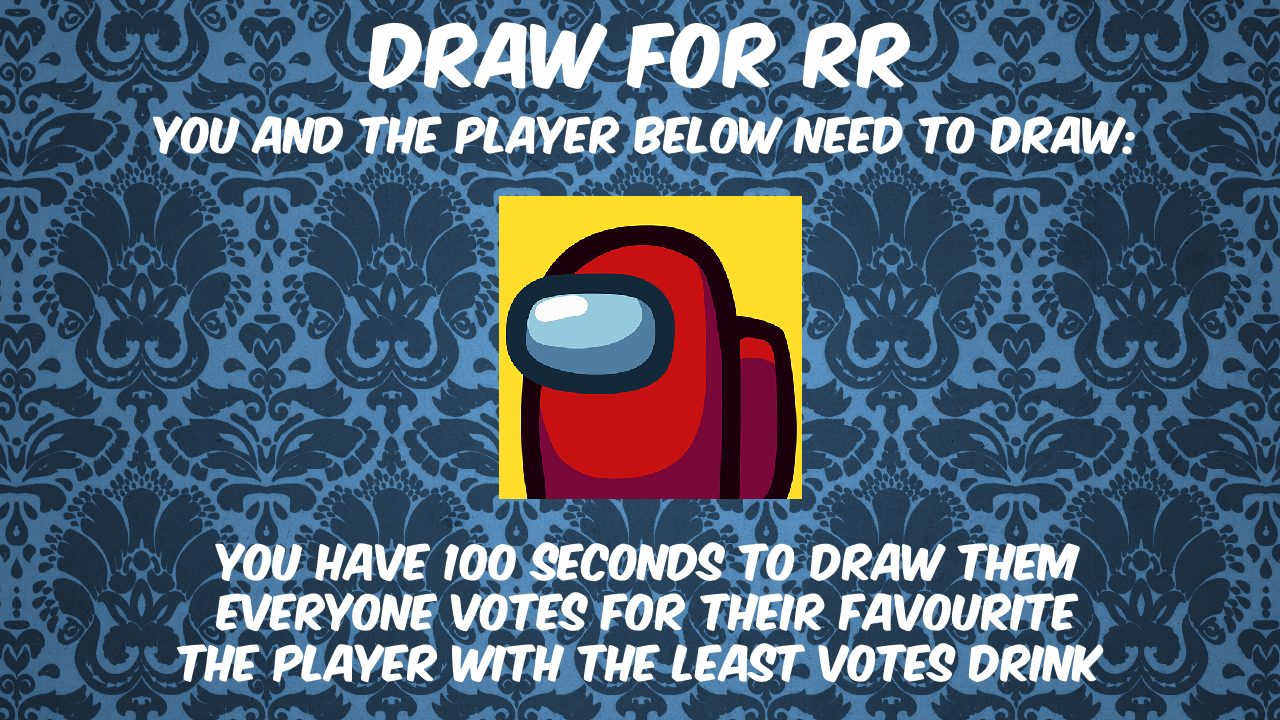 DRAW FOR RR
YOU AND THE PLAYER BELOW NEED TO DRAW:
YOU HAVE 100 SECONDS TO DRAW THEM
EVERYONE VOTES FOR THEIR FAVOURITE
THE PLAYER WITH THE LEAST VOTES DRINK